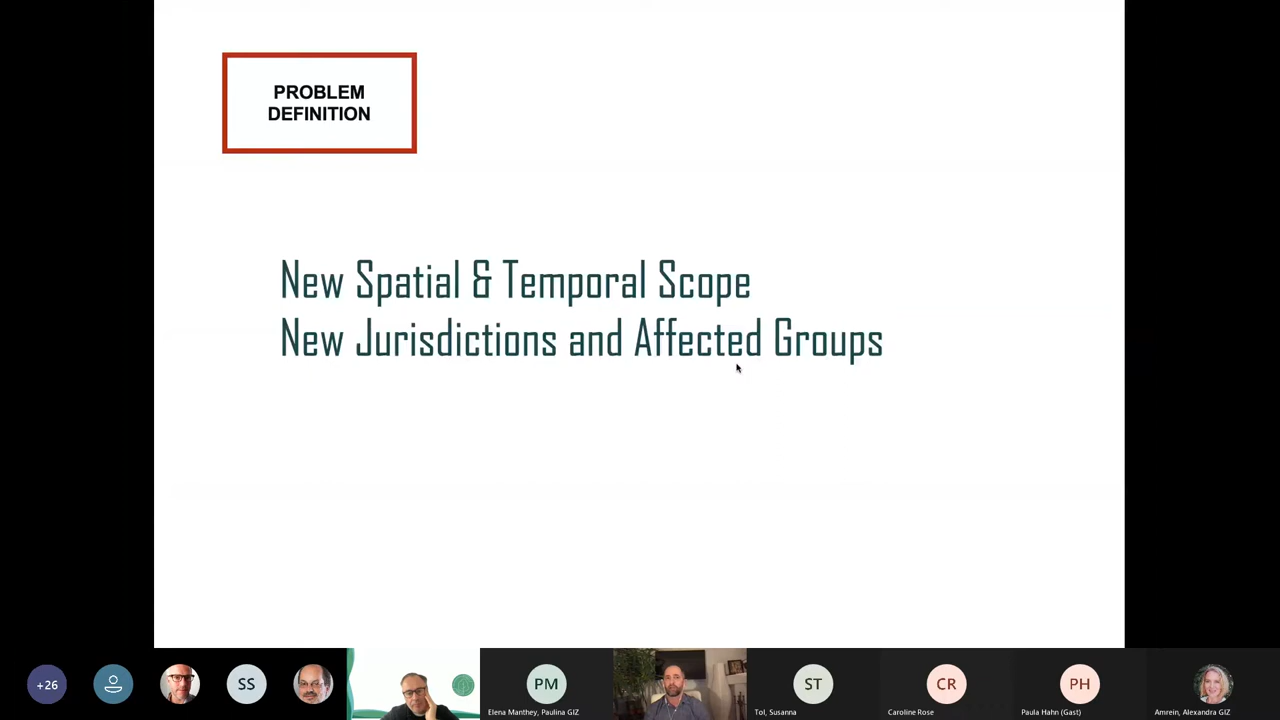 PROBLEM
DEFINITION
New Spatial & Temporal Scope
New Jurisdictions and Affected Groups
+26
SS
PM
ST
CR
PH
Elena Manthey, Paulina GIZ
Tol, Susanna
Caroline Rose
Paula Hahn (Gast)
Amrein, Alexandra GIZ